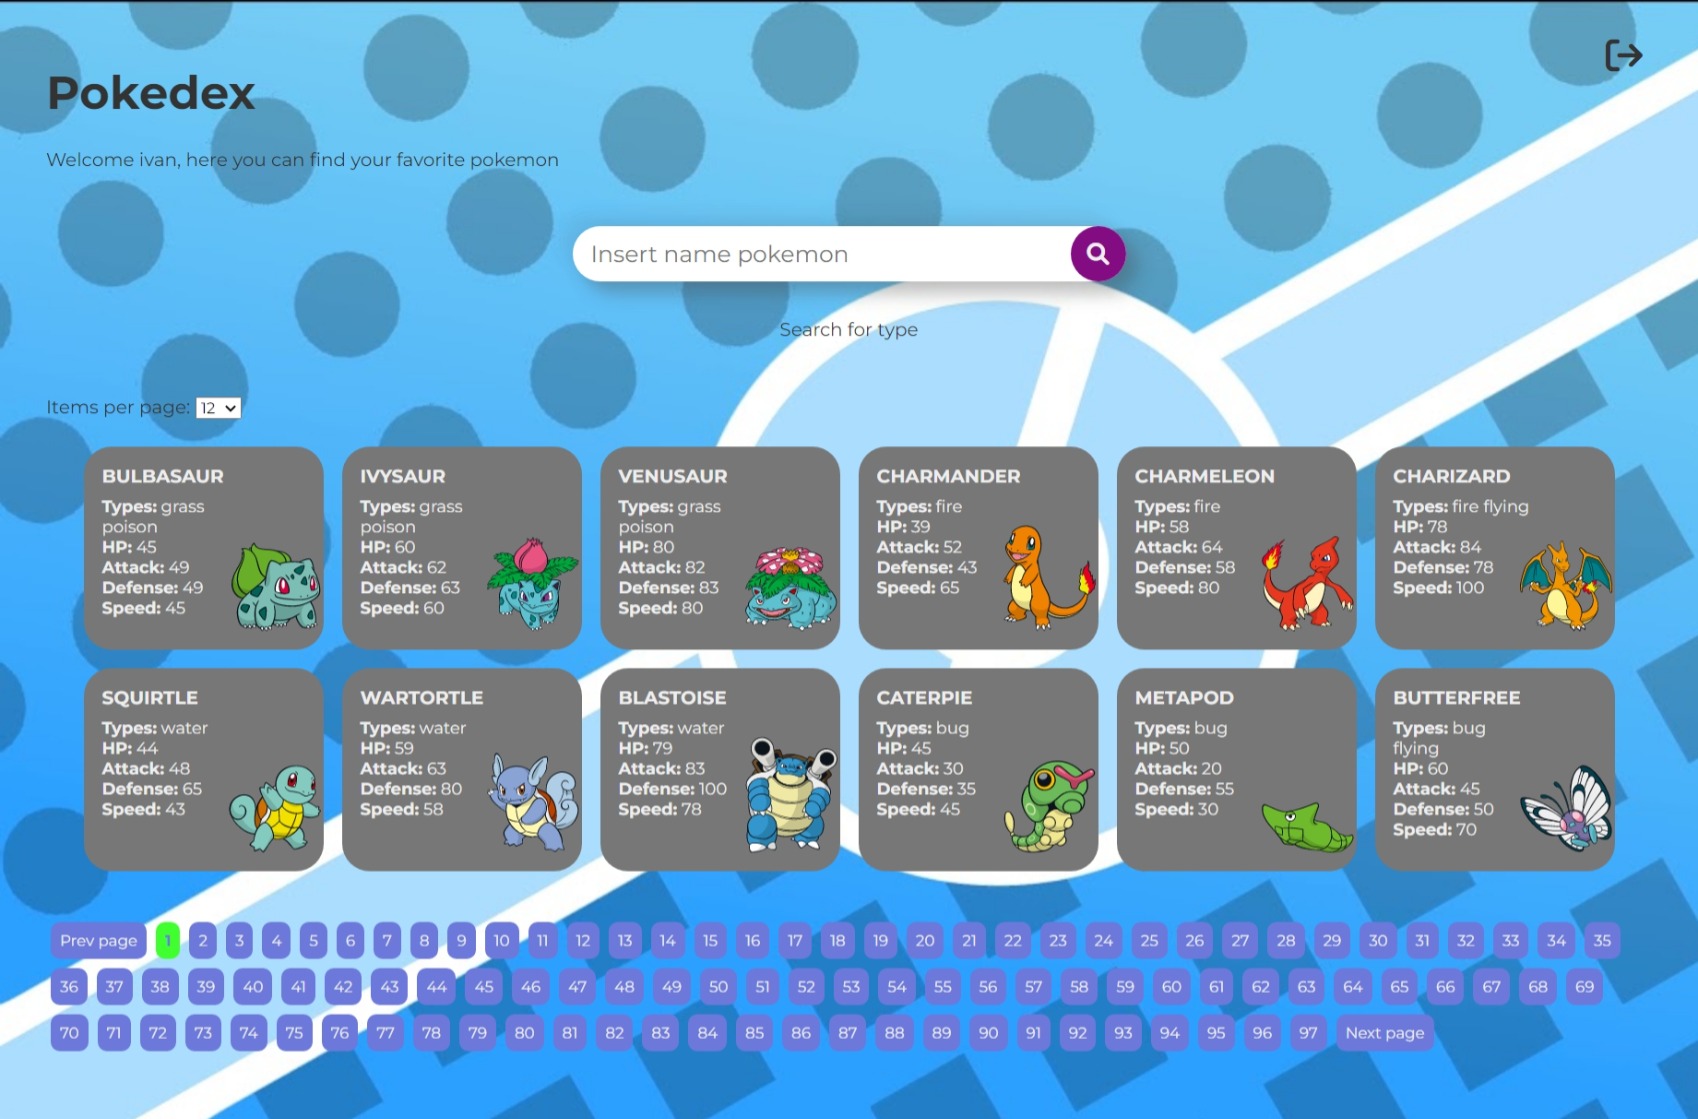 Pokedex
Welcome ivan, here you can find your favorite pokemon
Insert name pokemon
Search for type
Items per page: 12
BULBASAUR
Types: grass
poison
HP: 45
Attack: 49
Defense: 49
Speed: 45
IVYSAUR
Types: grass
poison
HP: 60
Attack: 62
Defense: 63
Speed: 60
VENUSAUR
Types: grass
poison
HP: 80
Attack: 82
Defense: 83
Speed: 80
CHARMANDER
Types: fire
HP: 39
Attack: 52
Defense: 43
Speed: 65
CHARMELEON
Types: fire
HP: 58
Attack: 64
Defense: 58
Speed: 80
CHARIZARD
Types: fire flying
HP: 78
Attack: 84
Defense: 78
Speed: 100
SQUIRTLE
Types: water
HP: 44
Attack: 48
Defense: 65
Speed: 43
WARTORTLE
Types: water
HP: 59
Attack: 63
Defense: 80
Speed: 58
BLASTOISE
Types: water
HP: 79
Attack: 83
Defense: 100
Speed: 78
CATERPIE
Types: bug
HP: 45
Attack: 30
Defense: 35
Speed: 45
METAPOD
Types: bug
HP: 50
Attack: 20
Defense: 55
Speed: 30
BUTTERFREE
Types: bug
flying
HP: 60
Attack: 45
Defense: 50
Speed: 70
Prev page 1 2 3 4 5 6 7 8 9 10 11 12 13 14 15 16 17 18 19 20 21 22 23 24 25 26 27 28 29 30 31 32 33 34 35
36 37 38 39 40 41 42 43 44 45 46 47 48 49 50 51 52 53 54 55 56 57 58 59 60 61 62 63 64 65 66 67 68 69
70 71 72 73 74 75 76 77 78 79 80 81 82 83 84 85 86 87 88 89 90 91 92 93 94 95 96 97 Next page